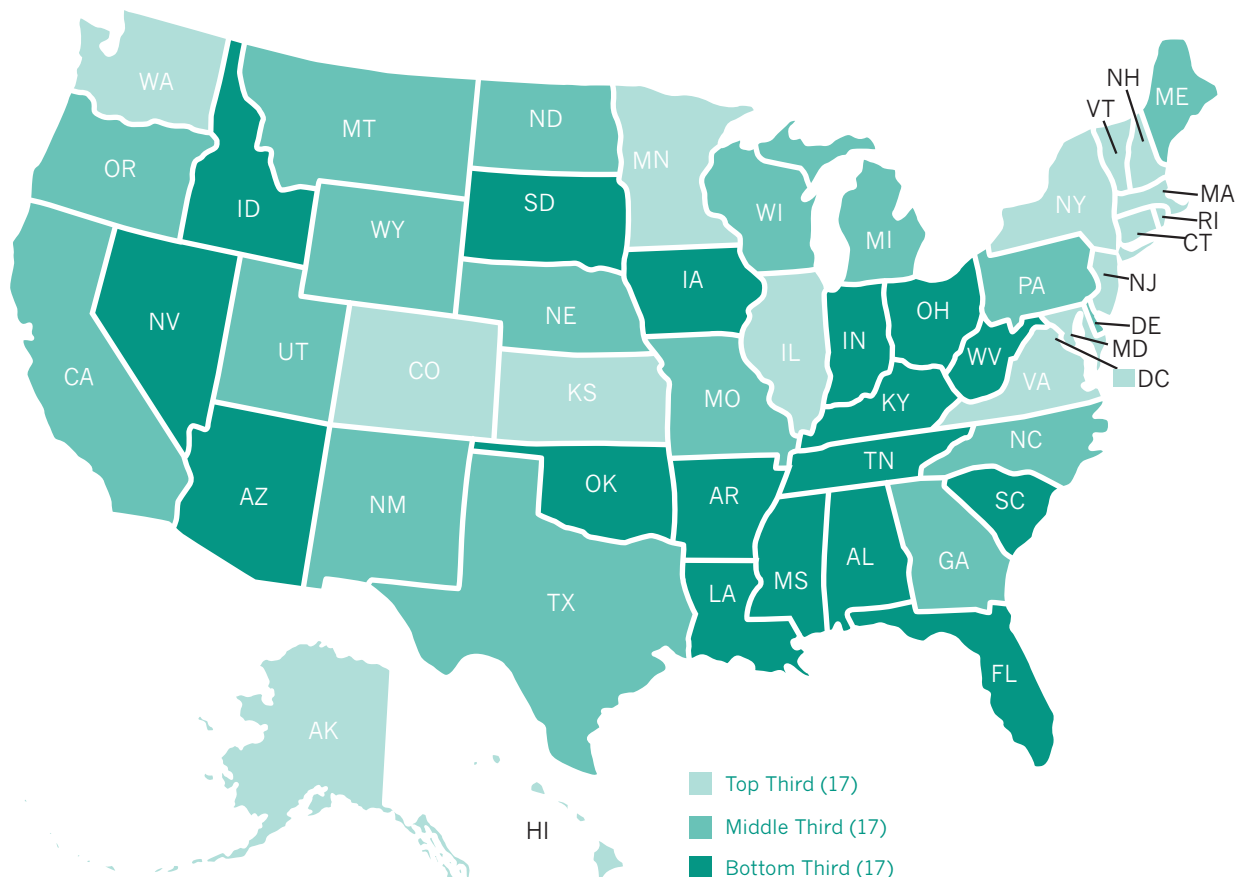 NH
ME
VT
WA
MT
ND
MN
OR
MA
ID
SD
WI
NY
RI
WY
MI
CT
IA
PA
NJ
NV
NE
OH
DE
UT
IL
IN
MD
CA
CO
WV
DC
KS
VA
MO
KY
NC
TN
AZ
NM
OK
AR
SC
TX
LA
MS
AL
GA
FL
AK
HI
Top Third (17)
Middle Third (17)
Bottom Third (17)